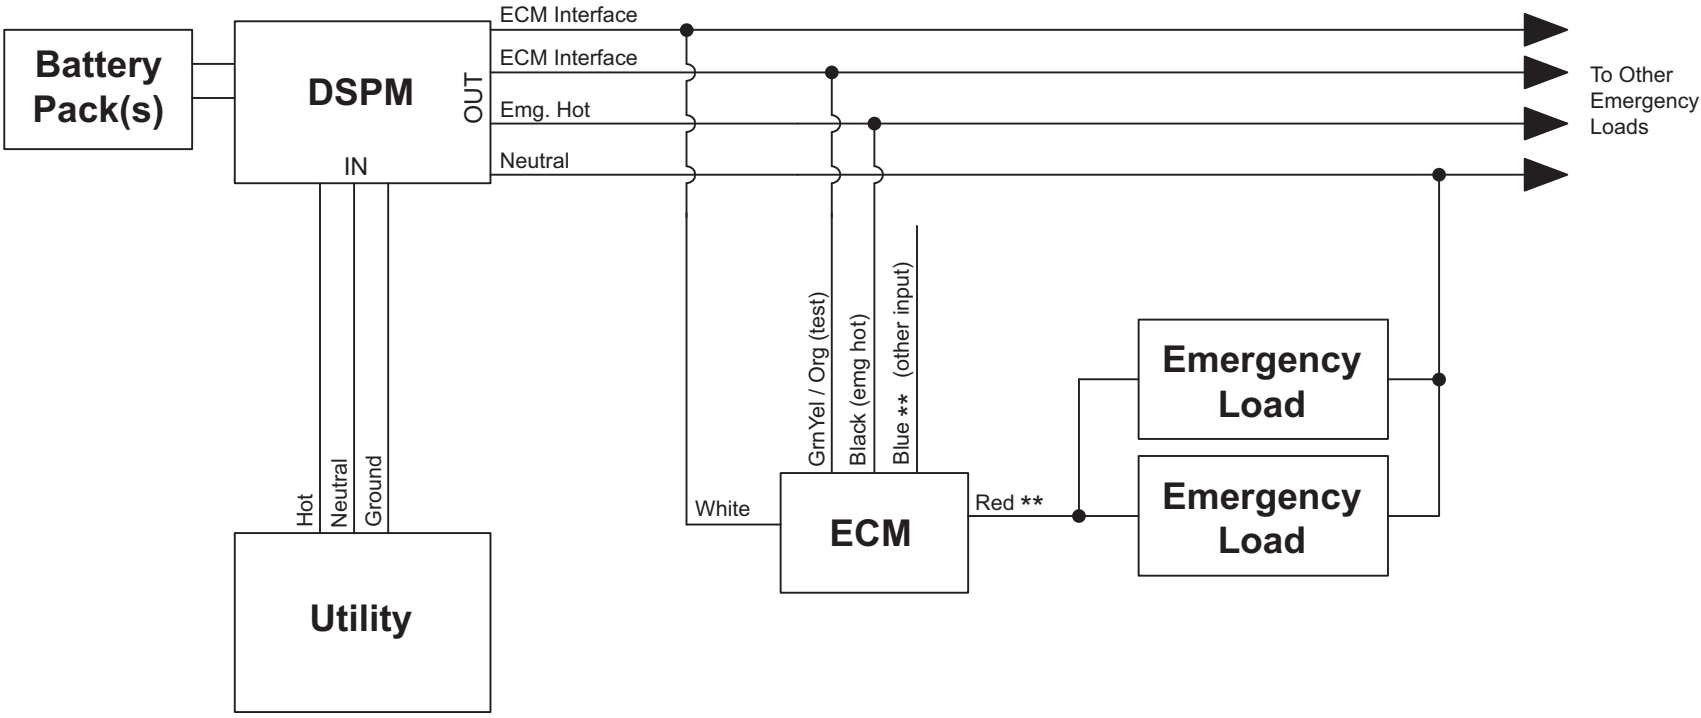 Battery
Pack(s)
DSPM
IN
OUT
ECM Interface
ECM Interface
Emg. Hot
Neutral
To Other
Emergency
Loads
Hot
Neutral
Ground
Utility
White
GrnYel / Org (test)
Black (emg hot)
Blue ** (other input)
ECM
Red **
Emergency
Load
Emergency
Load